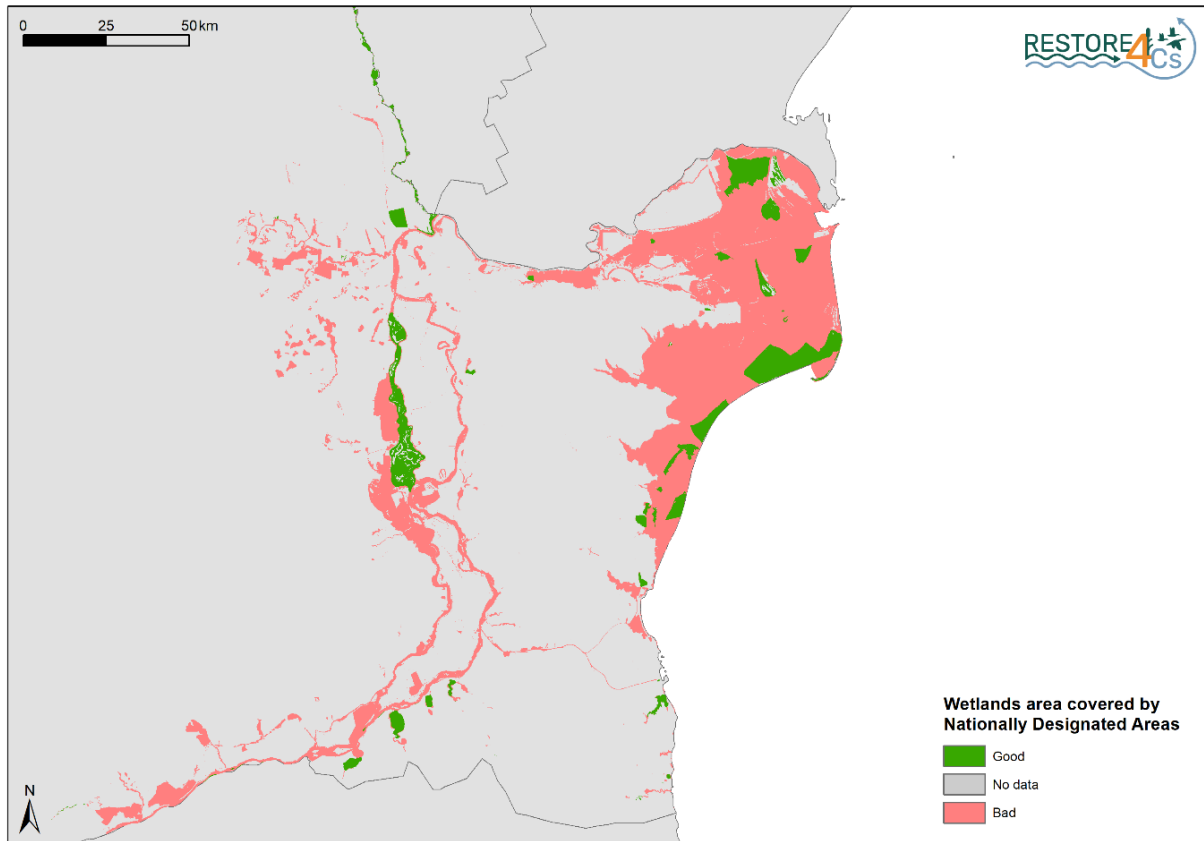 0 25 50 km
RESTORE4Cs
Wetlands area covered by
Nationally Designated Areas
Good
No data
Bad
N